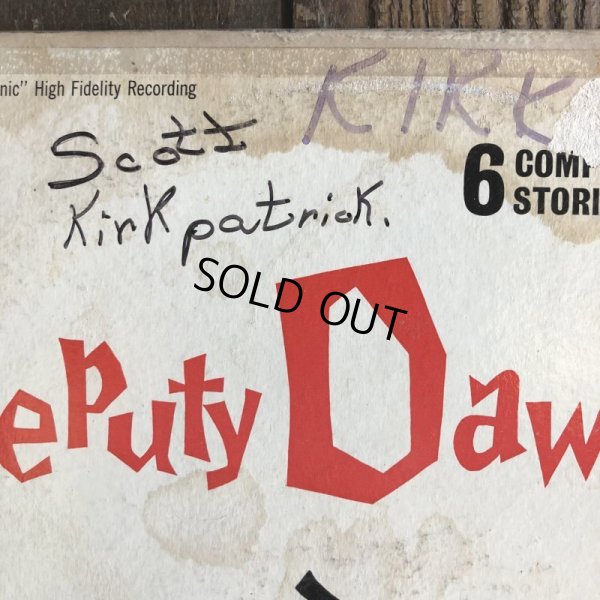 nic" High Fidelity Recording
KIRK
Scott
Kirkpatrick.
6 COMP
STORI
SOLD OUT
eputy Daw